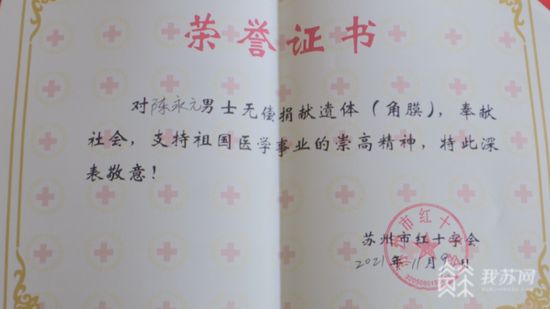 荣誉证书
对陈永元男士无偿捐献遗体（角膜），奉献
社会，支持祖国医学事业的崇高精神，特此深
表敬意！
苏州市红十字会
2021年11月9日
我苏网